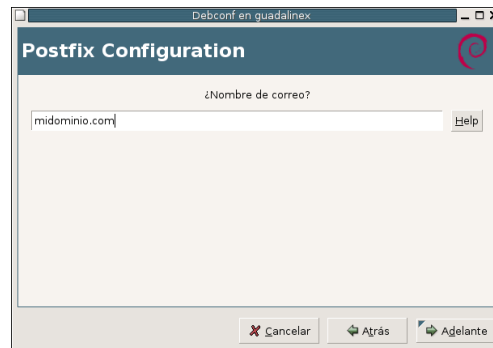 Debconf en guadalinex
Postfix Configuration
¿Nombre de correo?
midominio.com
Help
Cancelar
Atrás
Adelante